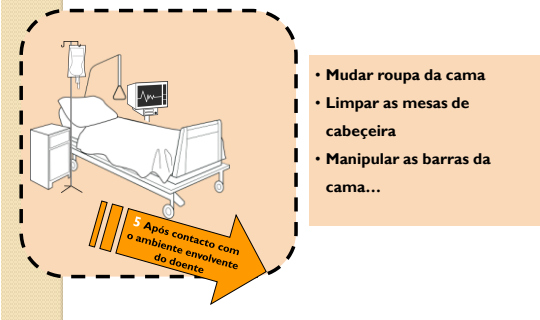 • Mudar roupa da cama
• Limpar as mesas de
cabeçeira
• Manipular as barras da
cama...
5 Após contacto com
o ambiente envolvente
do doente